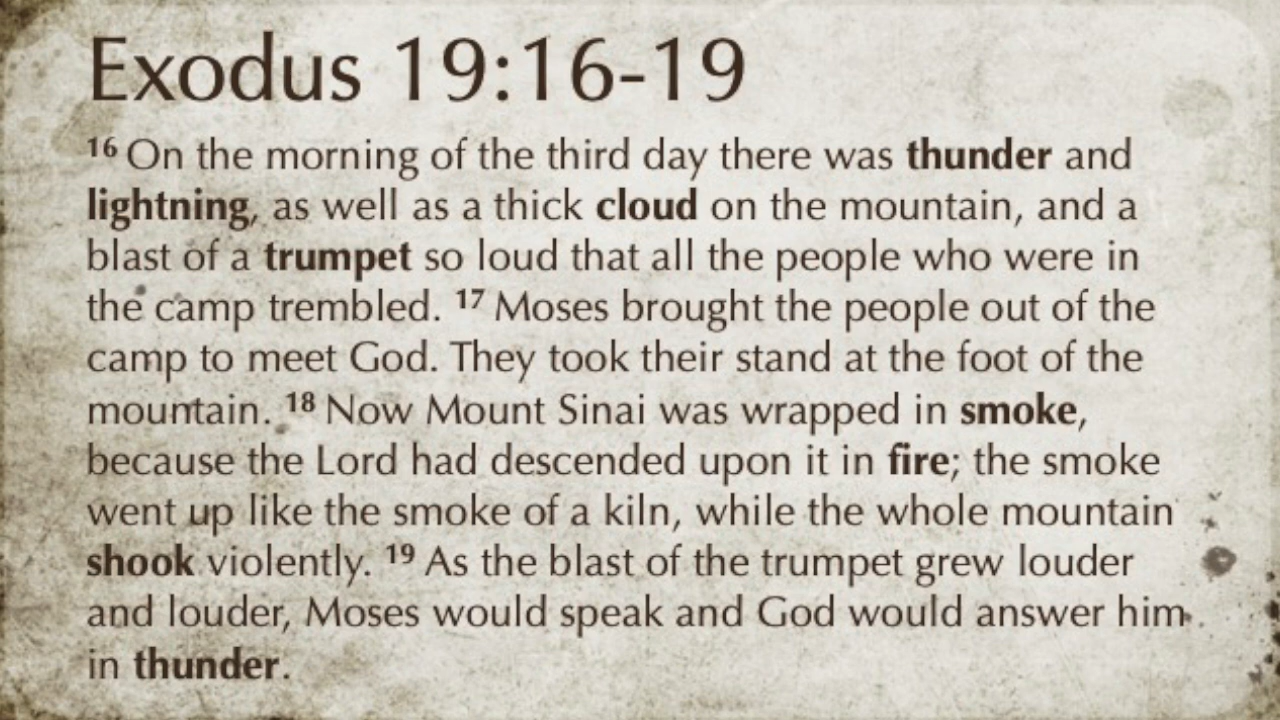 Exodus 19:16-19
16 On the morning of the third day there was thunder and
lightning, as well as a thick cloud on the mountain, and a
blast of a trumpet so loud that all the people who were in
the camp trembled. 17 Moses brought the people out of the
camp to meet God. They took their stand at the foot of the
mountain. 18 Now Mount Sinai was wrapped in smoke,
because the Lord had descended upon it in fire; the smoke
went up like the smoke of a kiln, while the whole mountain
shook violently. 19 As the blast of the trumpet grew louder
and louder, Moses would speak and God would answer him
in thunder.